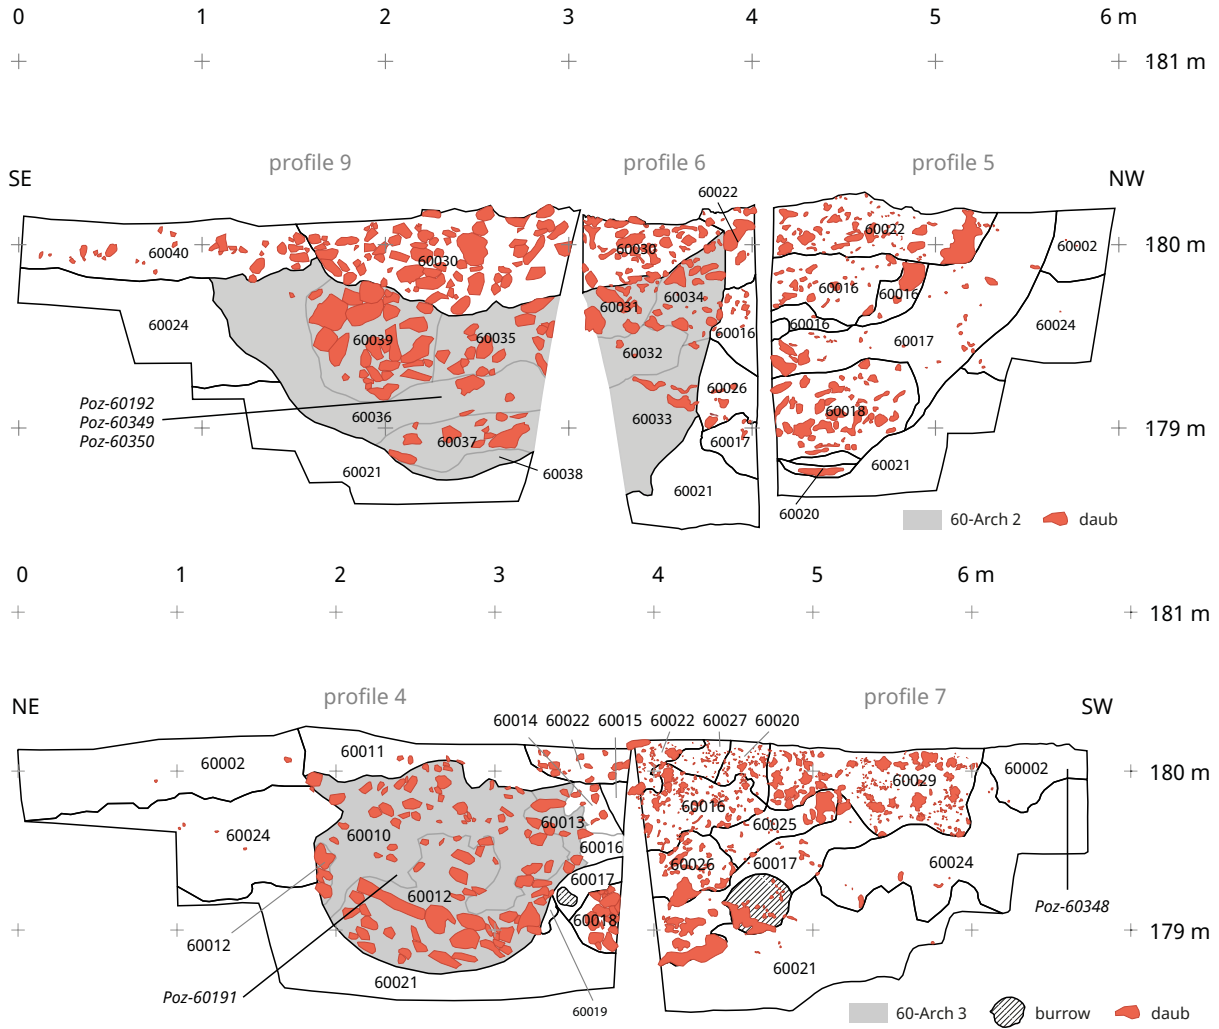 0 1 2 3 4 5 6 m
181 m
profile 9 profile 6 profile 5
SE NW
60022
60030 60022
60040 60030 60002
180 m
60016 60016
60034
60031
60024 60016 60024
60016
60039 60035 60017
60032
60026
Poz-60192
Poz-60349
Poz-60350
60036 60033 60018
179 m
60037 60017
60021 60038 60021
60021
60020
60-Arch 2 daub
0 1 2 3 4 5 6 m
181 m
profile 4 profile 7
NE SW
60014 60022 60015 60022 60027 60020
60011
60002 60002
180 m
60029
60016
60010 60024 60013 60025
60016
60026 60017 60024
60017
60012
Poz-60348
60018
60012
179 m
60021
60021
Poz-60191
60019
60-Arch 3 burrow daub